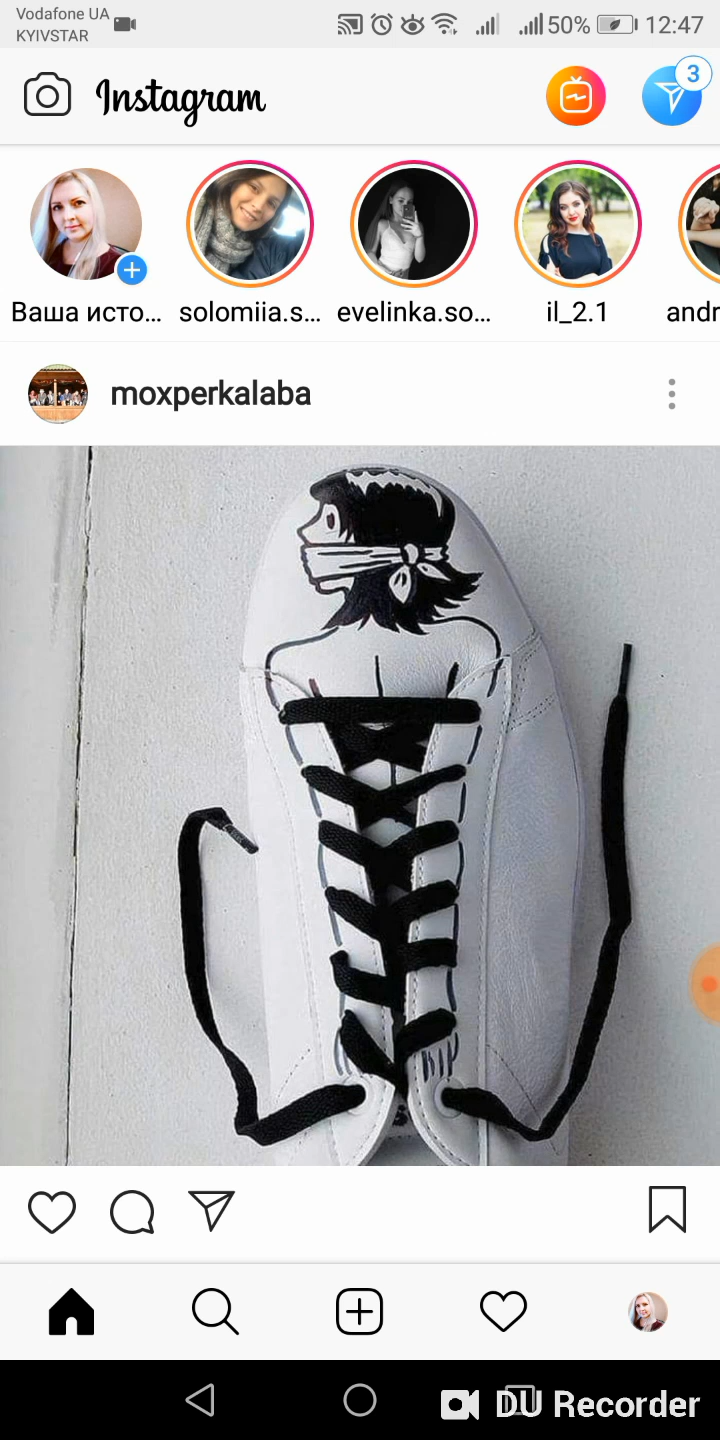 Vodafone UA
KYIVSTAR
50%
12:47
Instagram
3
Ваша исто...
solomiia.s...
evelinka.so...
il_2.1
andr
moxperkalaba
DU Recorder